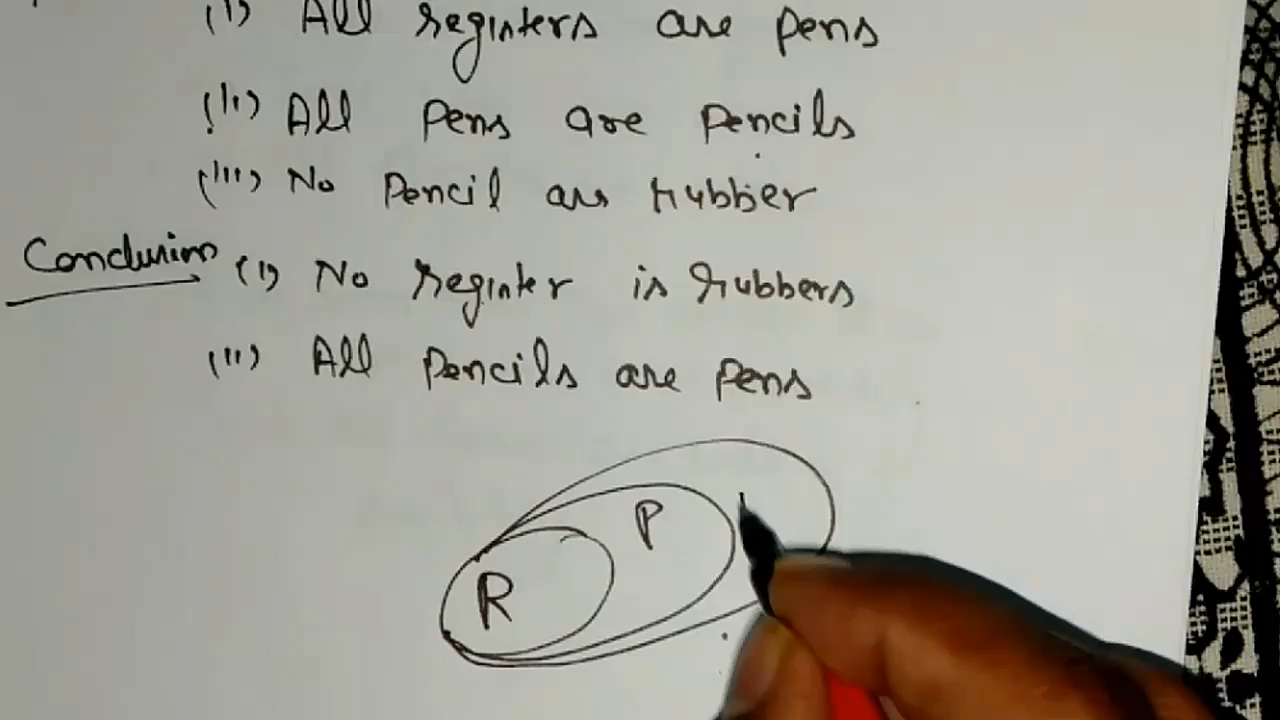 (i) All registers are pens
(ii) All Pens are pencils
(iii) No Pencil are rubber
Conclusions (i) No register is rubbers
(ii) All Pencils are pens
P
R